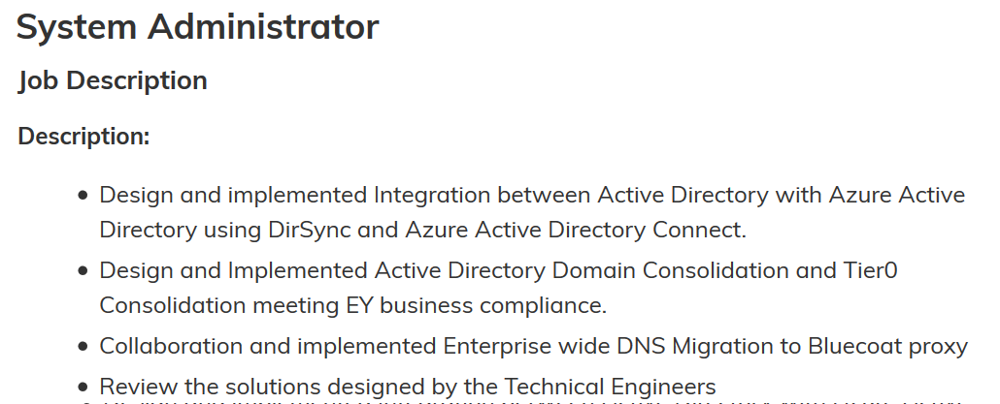 System Administrator
Job Description
Description:
Design and implemented Integration between Active Directory with Azure Active
Directory using DirSync and Azure Active Directory Connect.
Design and Implemented Active Directory Domain Consolidation and Tier0
Consolidation meeting EY business compliance.
Collaboration and implemented Enterprise wide DNS Migration to Bluecoat proxy
Review the solutions designed by the Technical Engineers